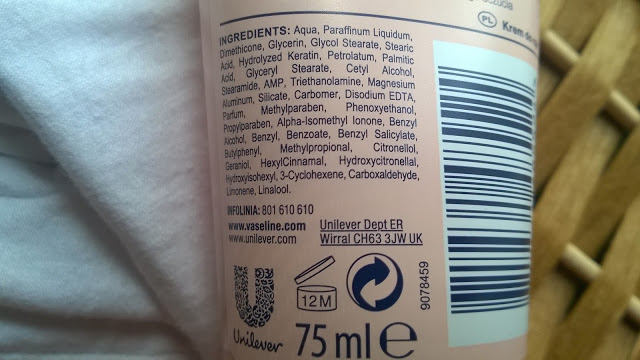 PL Krem do
INGREDIENTS: Aqua, Paraffinum Liquidum,
Dimethicone, Glycerin, Glycol Stearate, Stearic
Acid, Hydrolyzed Keratin, Petrolatum, Palmitic
Acid, Glyceryl Stearate, Cetyl Alcohol,
Stearamide, AMP, Triethanolamine, Magnesium
Aluminum, Silicate, Carbomer, Disodium EDTA,
Parfum, Methylparaben, Phenoxyethanol,
Propylparaben, Alpha-Isomethyl Ionone, Benzyl
Alcohol, Benzyl, Benzoate, Benzyl Salicylate,
Butylphenyl, Methylpropional, Citronellol,
Geraniol, HexylCinnamal, Hydroxycitronellal,
Hydroxyisohexyl, 3-Cyclohexene, Carboxaldehyde,
Limonene, Linalool.
INFOLINIA: 801 610 610
www.vaseline.com
www.unilever.com
Unilever Dept ER
Wirral CH63 3JW UK
12M
9078459
Unilever
75 ml e